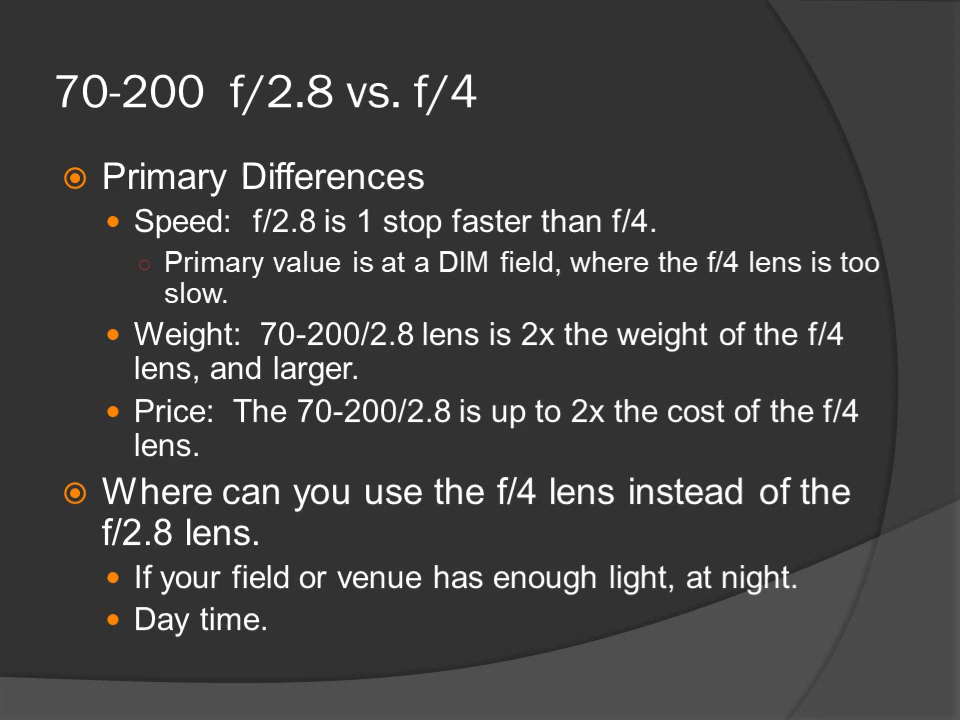 70-200  f/2.8 vs. f/4
Primary Differences
Speed:  f/2.8 is 1 stop faster than f/4.
Primary value is at a DIM field, where the f/4 lens is too
slow.
Weight:  70-200/2.8 lens is 2x the weight of the f/4
lens, and larger.
Price:  The 70-200/2.8 is up to 2x the cost of the f/4
lens.
Where can you use the f/4 lens instead of the
f/2.8 lens.
If your field or venue has enough light, at night.
Day time.